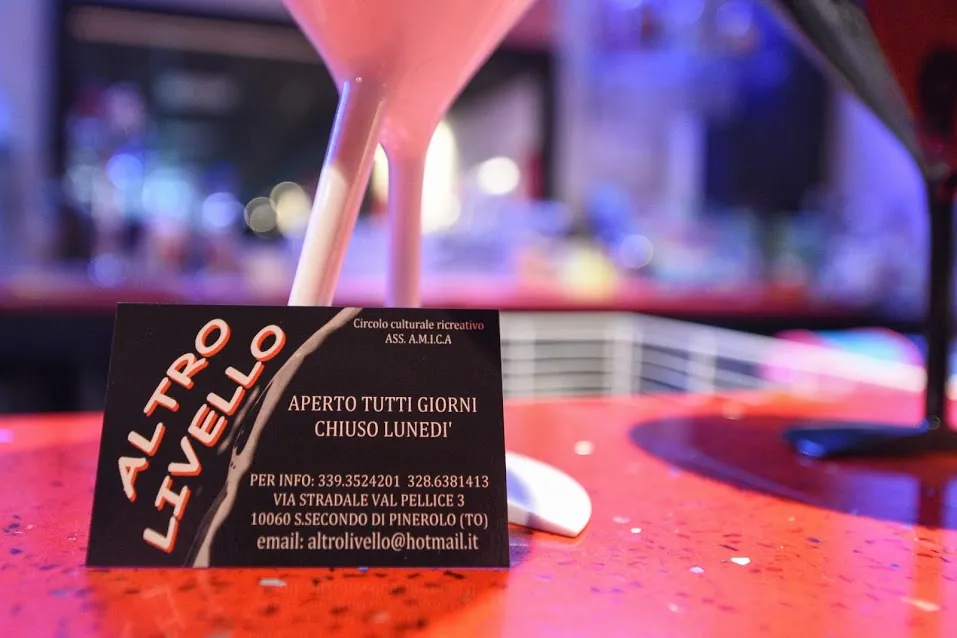 ALTRO
LIVELLO
Circolo culturale ricreativo
ASS. A.M.I.C.A
APERTO TUTTI GIORNI
CHIUSO LUNEDI'
PER INFO: 339.3524201 328.6381413
VIA STRADALE VAL PELLICE 3
10060 S.SECONDO DI PINEROLO (TO)
email: altrolivello@hotmail.it